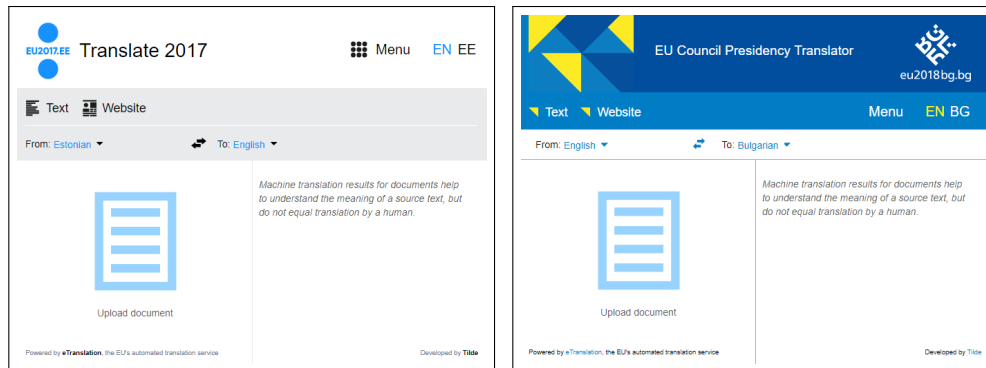 EU2017.EE Translate 2017 Menu EN EE
Text Website
From: Estonian To: English
Machine translation results for documents help
to understand the meaning of a source text, but
do not equal translation by a human.
Upload document
Powered by eTranslation, the EU's automated translation service Developed by Tilde
EU Council Presidency Translator
eu2018bg.bg
Text Website Menu EN BG
From: English To: Bulgarian
Machine translation results for documents help
to understand the meaning of a source text, but
do not equal translation by a human.
Upload document
Powered by eTranslation, the EU's automated translation service Developed by Tilde